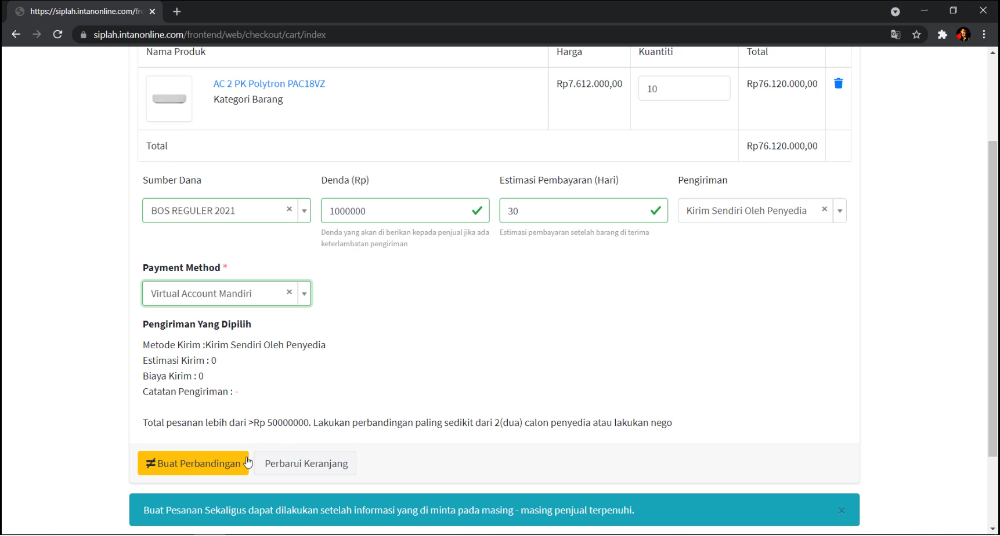 https://siplah.intanonline.com/fr
siplah.intanonline.com/frontend/web/checkout/cart/index
Nama Produk Harga Kuantiti Total
AC 2 PK Polytron PAC18VZ Rp7.612.000,00 10 Rp76.120.000,00
Kategori Barang
Total Rp76.120.000,00
Sumber Dana Denda (Rp) Estimasi Pembayaran (Hari) Pengiriman
BOS REGULER 2021 × 1000000 30 Kirim Sendiri Oleh Penyedia ×
Denda yang akan di berikan kepada penjual jika ada Estimasi pembayaran setelah barang di terima
keterlambatan pengiriman
Payment Method *
Virtual Account Mandiri ×
Pengiriman Yang Dipilih
Metode Kirim :Kirim Sendiri Oleh Penyedia
Estimasi Kirim : 0
Biaya Kirim : 0
Catatan Pengiriman : -
Total pesanan lebih dari >Rp 50000000. Lakukan perbandingan paling sedikit dari 2(dua) calon penyedia atau lakukan nego
≠ Buat Perbandingan Perbarui Keranjang
Buat Pesanan Sekaligus dapat dilakukan setelah informasi yang di minta pada masing - masing penjual terpenuhi. ×